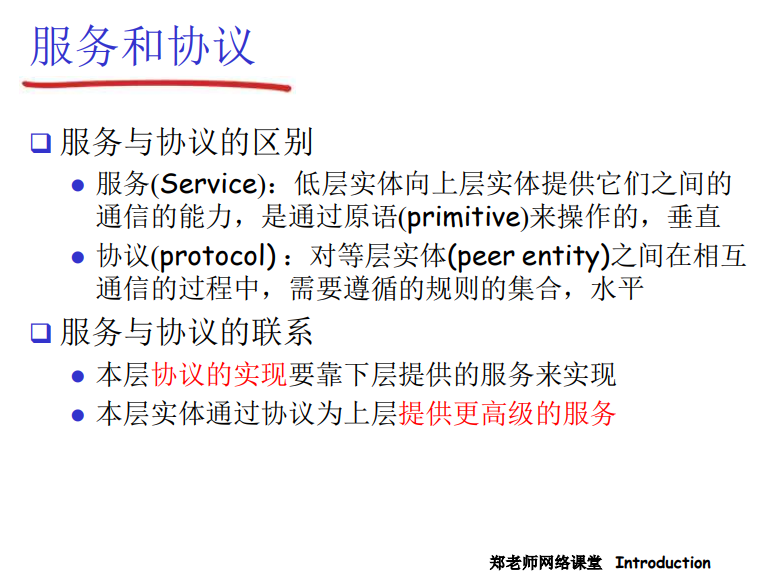 服务和协议
服务与协议的区别
服务(Service)：低层实体向上层实体提供它们之间的
通信的能力，是通过原语(primitive)来操作的，垂直
协议(protocol) ：对等层实体(peer entity)之间在相互
通信的过程中，需要遵循的规则的集合，水平
服务与协议的联系
本层协议的实现要靠下层提供的服务来实现
本层实体通过协议为上层提供更高级的服务
郑老师网络课堂 Introduction